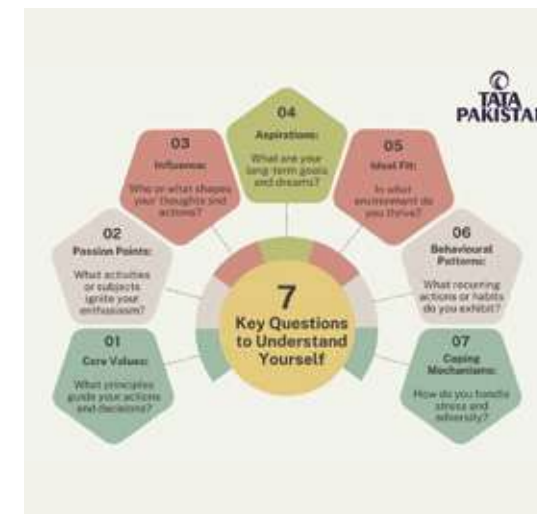 TATA
PAKISTA
7
Key Questions
to Understand
Yourself
01
Core Values:
What principles
guide your actions
and decisions?
02
Passion Points:
What activities
or subjects
ignite your
enthusiasm?
03
Influence:
Who or what shapes
your thoughts and
actions?
04
Aspirations:
What are your
long-term goals
and dreams?
05
Ideal Fit:
In what
environment do
you thrive?
06
Behavioural
Patterns:
What recurring
actions or habits
do you exhibit?
07
Coping
Mechanisms:
How do you handle
stress and
adversity?